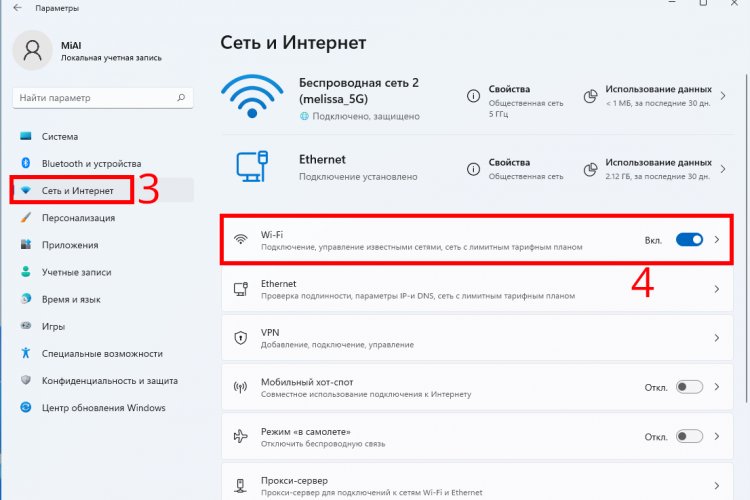 Параметры
MiAI
Локальная учетная запись
Найти параметр
Система
Bluetooth и устройства
Сеть и Интернет
3
Персонализация
Приложения
Учетные записи
Время и язык
Игры
Специальные возможности
Конфиденциальность и защита
Центр обновления Windows
Сеть и Интернет
Беспроводная сеть 2
(melissa_5G)
Подключено, защищено
Свойства
Общественная сеть
5 ГГц
Использование данных
< 1 МБ, за последние 30 дн.
Ethernet
Подключение установлено
Свойства
Общественная сеть
Использование данных
2.12 ГБ, за последние 30 дн.
Wi-Fi
Подключение, управление известными сетями, сеть с лимитным тарифным планом
Вкл.
4
Ethernet
Проверка подлинности, параметры IP-и DNS, сеть с лимитным тарифным планом
VPN
Добавление, подключение, управление
Мобильный хот-спот
Совместное использование подключения к Интернету
Откл.
Режим «в самолете»
Отключить беспроводную связь
Откл.
Прокси-сервер
Прокси-сервер для подключений к сетям Wi-Fi и Ethernet